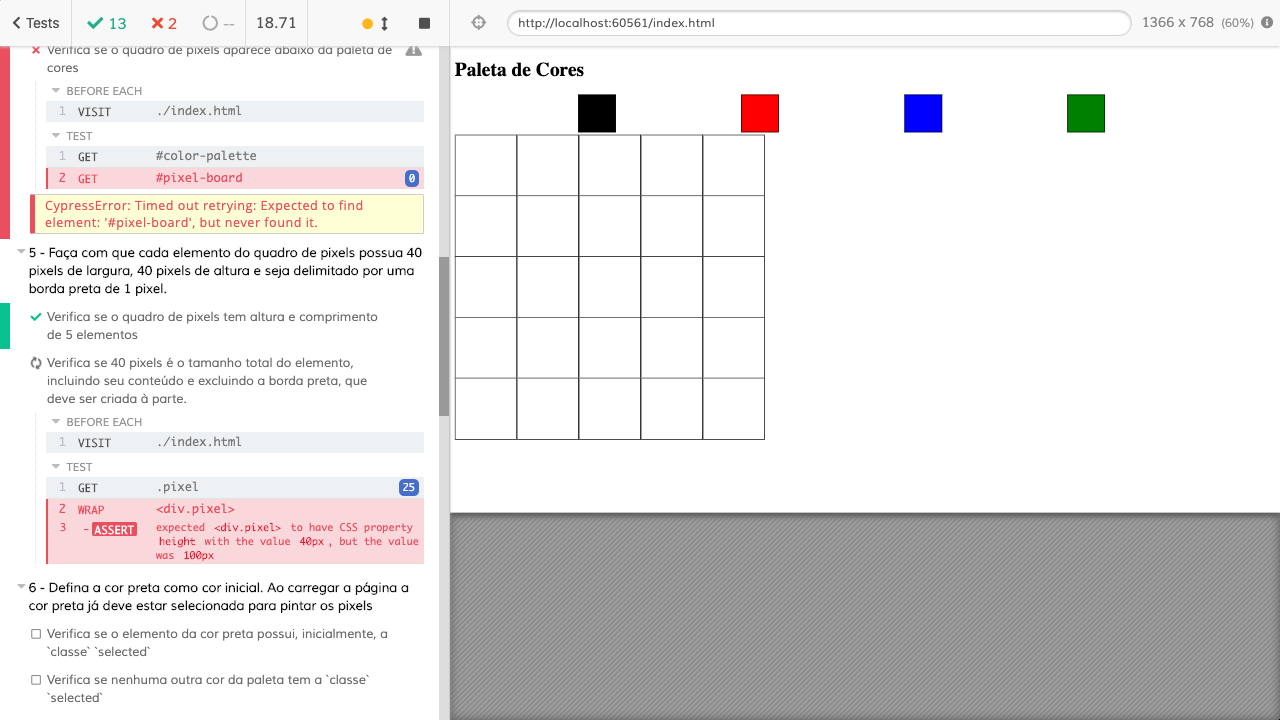 Tests 13 2 -- 18.71 http://localhost:60561/index.html 1366 x 768 (60%)
Verifica se o quadro de pixels aparece abaixo da paleta de
cores
BEFORE EACH
1 VISIT ./index.html
TEST
1 GET #color-palette
2 GET #pixel-board 0
CypressError: Timed out retrying: Expected to find
element: '#pixel-board', but never found it.
5 - Faça com que cada elemento do quadro de pixels possua 40
pixels de largura, 40 pixels de altura e seja delimitado por uma
borda preta de 1 pixel.
Verifica se o quadro de pixels tem altura e comprimento
de 5 elementos
Verifica se 40 pixels é o tamanho total do elemento,
incluindo seu conteúdo e excluindo a borda preta, que
deve ser criada à parte.
BEFORE EACH
1 VISIT ./index.html
TEST
1 GET .pixel 25
2 WRAP <div.pixel>
3 - ASSERT expected <div.pixel> to have CSS property
height with the value 40px, but the value
was 100px
6 - Defina a cor preta como cor inicial. Ao carregar a página a
cor preta já deve estar selecionada para pintar os pixels
Verifica se o elemento da cor preta possui, inicialmente, a
`classe` `selected`
Verifica se nenhuma outra cor da paleta tem a `classe`
`selected`
Paleta de Cores